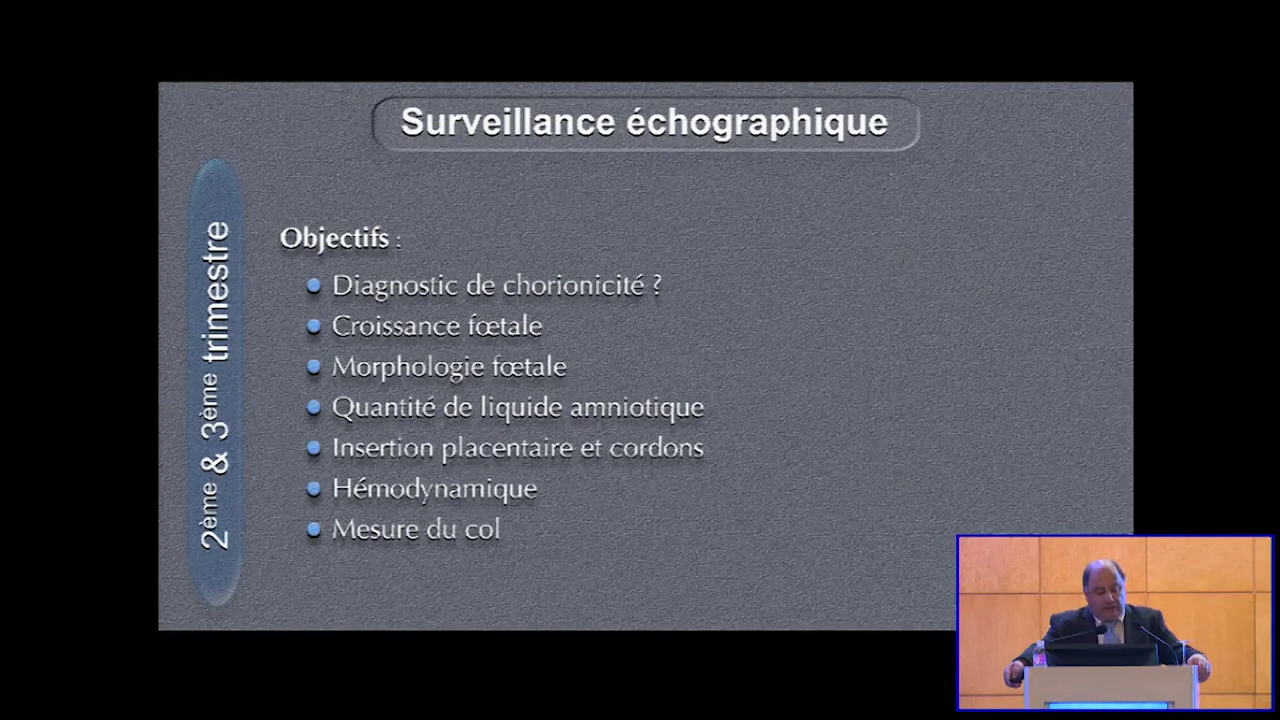 Surveillance échographique
2ème & 3ème trimestre
Objectifs :
Diagnostic de chorionicité ?
Croissance fœtale
Morphologie fœtale
Quantité de liquide amniotique
Insertion placentaire et cordons
Hémodynamique
Mesure du col